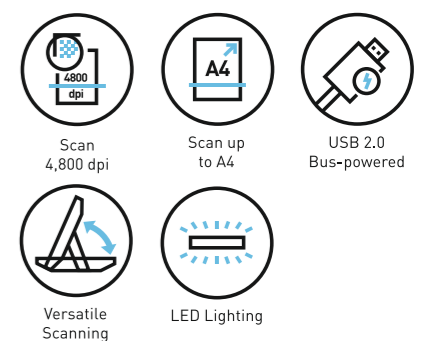 4800
dpi
Scan
4,800 dpi
A4
Scan up
to A4
USB 2.0
Bus-powered
Versatile
Scanning
LED Lighting